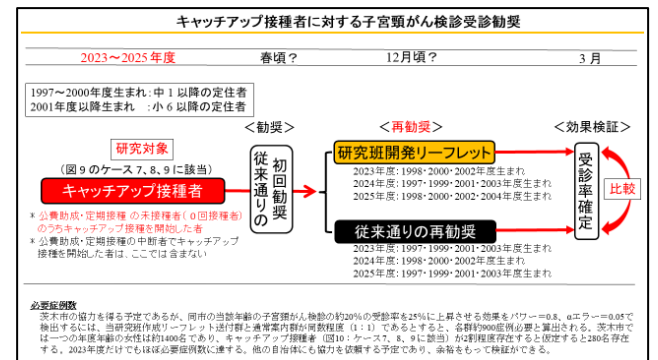 キャッチアップ接種者に対する子宮頸がん検診受診勧奨
2023～2025年度
春頃？
12月頃？
3月
1997～2000年度生まれ：中1以降の定住者
2001年度以降生まれ　：小6以降の定住者
＜勧奨＞
＜再勧奨＞
＜効果検証＞
研究対象
（図9のケース7、8、9に該当）
キャッチアップ接種者
* 公費助成・定期接種の未接種者（0回接種者）
のうちキャッチアップ接種を開始した者
* 公費助成・定期接種の中断者でキャッチアップ
接種を開始した者は、ここでは含まない
従来通りの
初回勧奨
研究班開発リーフレット
2023年度：1998・2000・2002年度生まれ
2024年度：1997・1999・2001・2003年度生まれ
2025年度：1998・2000・2002・2004年度生まれ
従来通りの再勧奨
2023年度：1997・1999・2001・2003年度生まれ
2024年度：1998・2000・2002年度生まれ
2025年度：1997・1999・2001・2003年度生まれ
受診率確定
比較
必要症例数
茨木市の協力を得る予定であるが、同市の当該年齢の子宮頸がん検診の約20%の受診率を25%に上昇させる効果をパワー=0.8、αエラー=0.05で
検出するには、当研究班作成リーフレット送付群と通常案内群が同数程度（1：1）であるとすると、各群約900症例必要と算出される。茨木市で
は一つの年度年齢の女性は約1400名であり、キャッチアップ接種者（図10：ケース7、8、9に該当）が2割程度存在すると仮定すると280名存在
する。2023年度だけでもほぼ必要症例数に達する。他の自治体にも協力を依頼する予定であり、余裕をもって検証ができる。